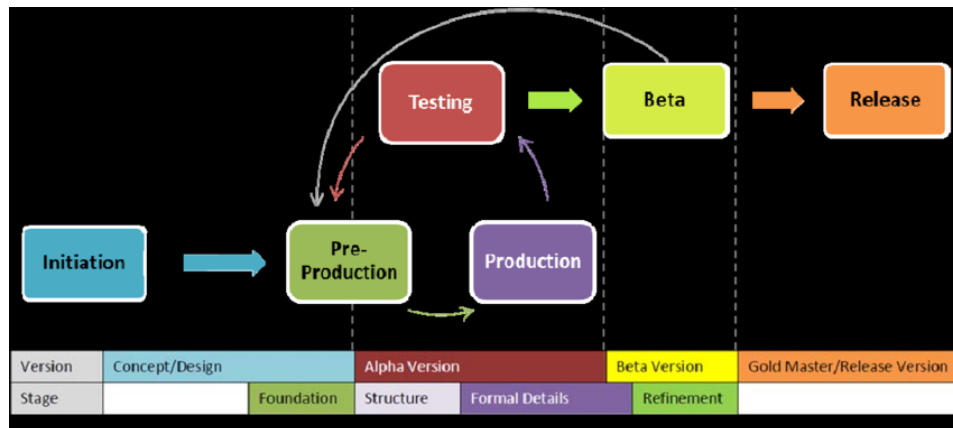 Testing
Beta
Release
Initiation
Pre-
Production
Production
Version
Concept/Design
Alpha Version
Beta Version
Gold Master/Release Version
Stage
Foundation
Structure
Formal Details
Refinement